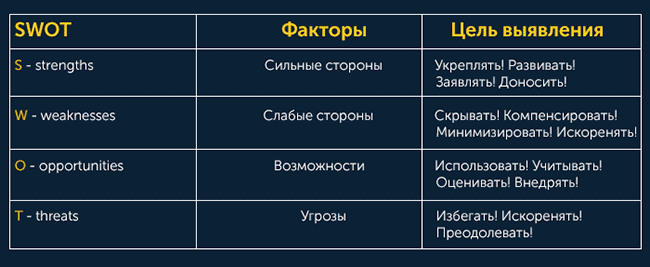 SWOT Факторы Цель выявления
S - strengths Сильные стороны Укреплять! Развивать!
Заявлять! Доносить!
W - weaknesses Слабые стороны Скрывать! Компенсировать!
Минимизировать! Искоренять!
O - opportunities Возможности Использовать! Учитывать!
Оценивать! Внедрять!
T - threats Угрозы Избегать! Искоренять!
Преодолевать!